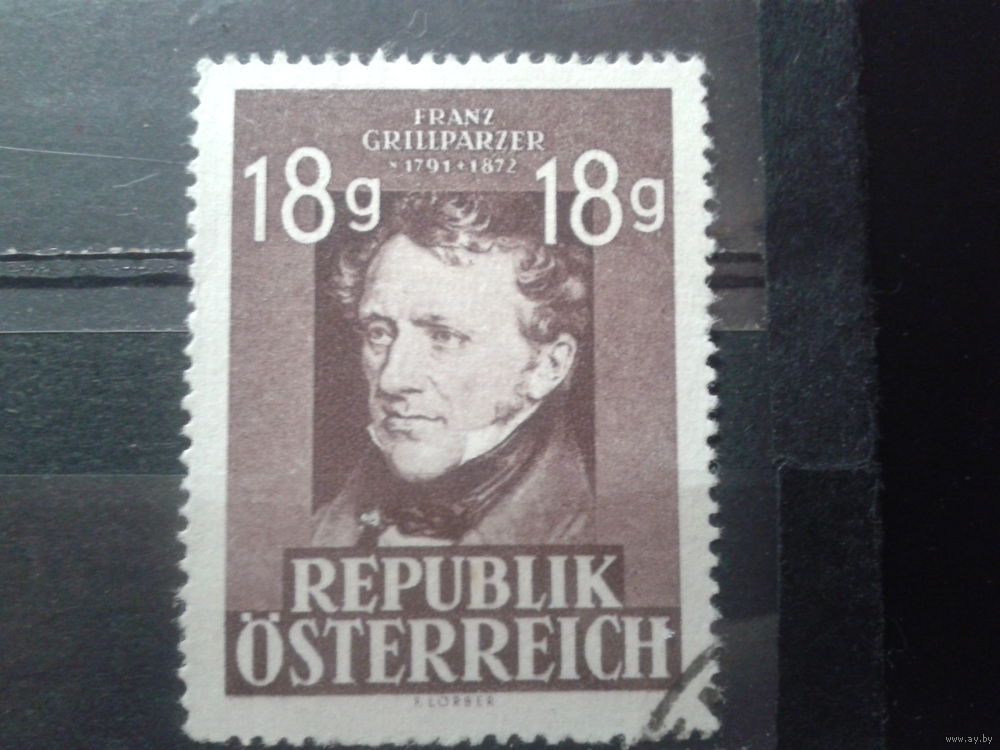 FRANZ
GRILLPARZER
* 1791 + 1872
18g 18g
REPUBLIK
ÖSTERREICH
F. LORBER
www.ay.by